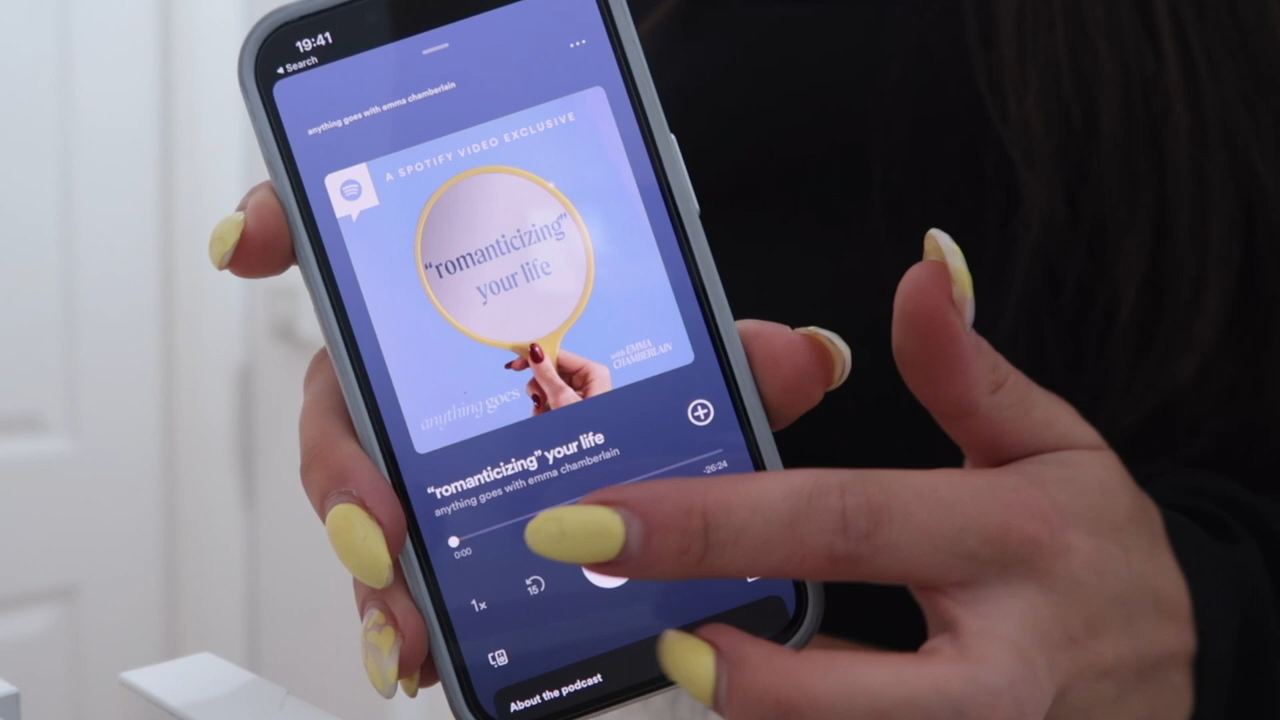 19:41
◀ Search
anything goes with emma chamberlain
A SPOTIFY VIDEO EXCLUSIVE
“romanticizing”
your life
with EMMA
CHAMBERLAIN
anything goes
“romanticizing” your life
anything goes with emma chamberlain
0:00
-26:24
1x
15
About the podcast